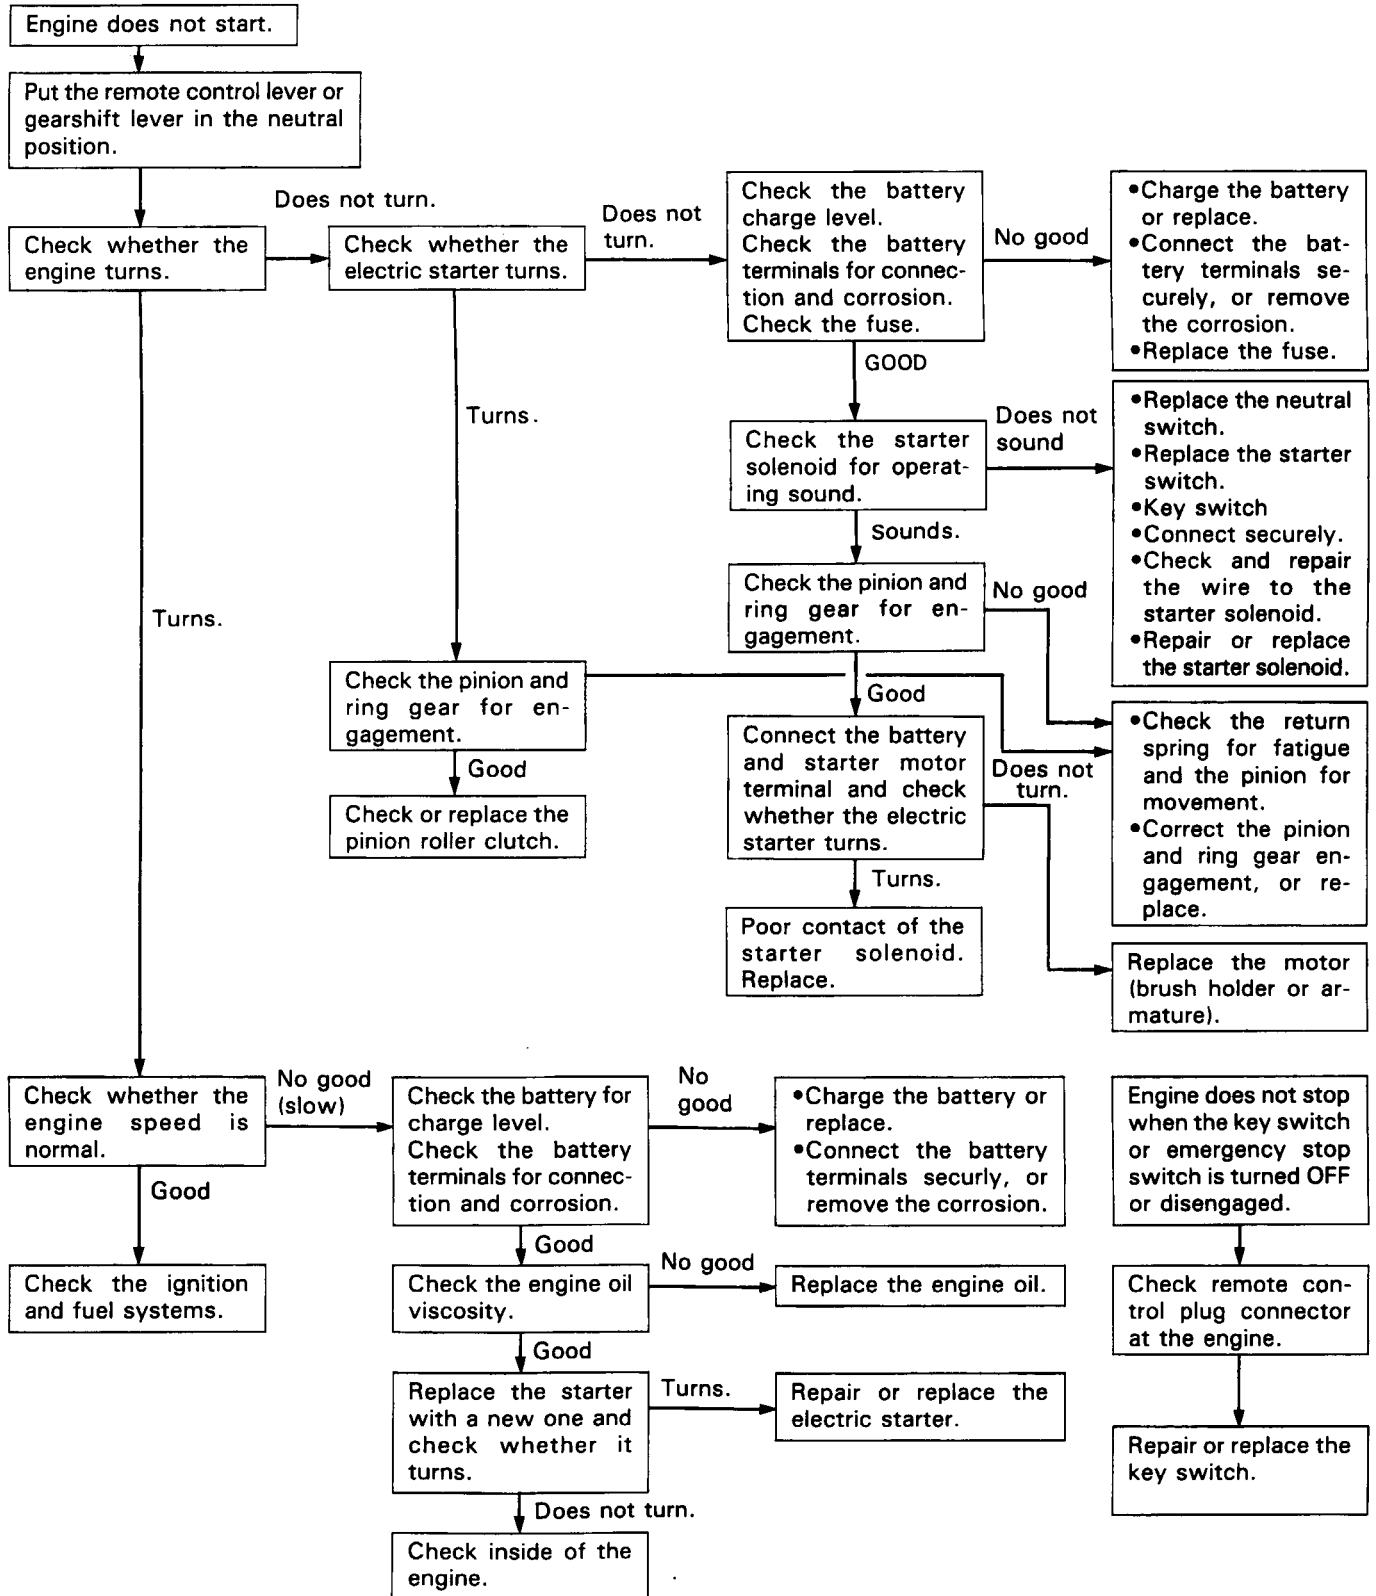 Engine does not start.
Put the remote control lever or
gearshift lever in the neutral
position.
Does not turn.
Check whether the
engine turns.
Check whether the
electric starter turns.
Does not
turn.
Check the battery
charge level.
Check the battery
terminals for connec-
tion and corrosion.
Check the fuse.
No good
•Charge the battery
or replace.
•Connect the bat-
tery terminals se-
curely, or remove
the corrosion.
•Replace the fuse.
GOOD
Turns.
Check the starter
solenoid for operat-
ing sound.
Does not
sound
•Replace the neutral
switch.
•Replace the starter
switch.
•Key switch
•Connect securely.
•Check and repair
the wire to the
starter solenoid.
•Repair or replace
the starter solenoid.
Sounds.
Turns.
Check the pinion and
ring gear for en-
gagement.
No good
Check the pinion and
ring gear for en-
gagement.
Good
Good
Check or replace the
pinion roller clutch.
Connect the battery
and starter motor
terminal and check
whether the electric
starter turns.
Does not
turn.
•Check the return
spring for fatigue
and the pinion for
movement.
•Correct the pinion
and ring gear en-
gagement, or re-
place.
Turns.
Poor contact of the
starter solenoid.
Replace.
Replace the motor
(brush holder or ar-
mature).
Check whether the
engine speed is
normal.
No good
(slow)
Check the battery for
charge level.
Check the battery
terminals for connec-
tion and corrosion.
No
good
•Charge the battery or
replace.
•Connect the battery
terminals securly, or
remove the corrosion.
Engine does not stop
when the key switch
or emergency stop
switch is turned OFF
or disengaged.
Good
Good
Check the ignition
and fuel systems.
Check the engine oil
viscosity.
No good
Replace the engine oil.
Check remote con-
trol plug connector
at the engine.
Good
Replace the starter
with a new one and
check whether it
turns.
Turns.
Repair or replace the
electric starter.
Repair or replace the
key switch.
Does not turn.
Check inside of the
engine.